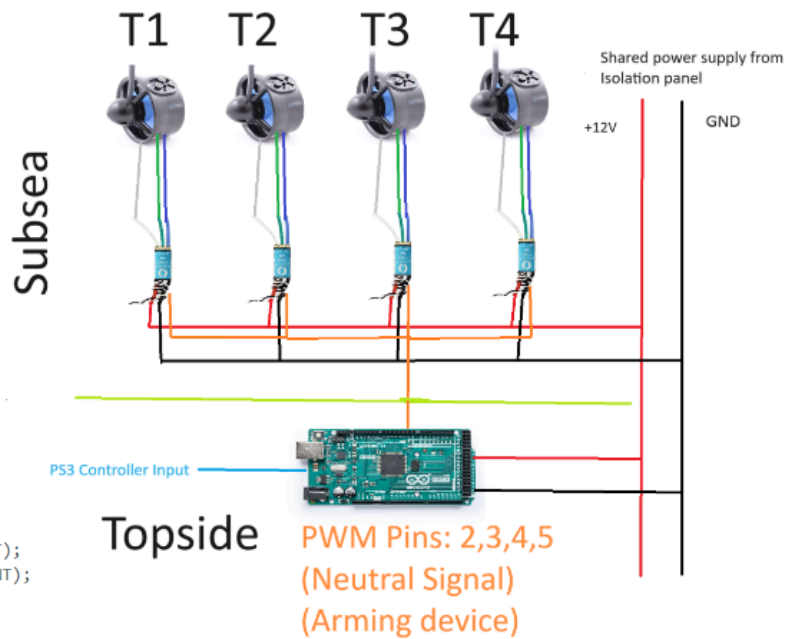 T1 T2 T3 T4
Shared power supply from
Isolation panel
+12V
GND
Subsea
PS3 Controller Input
Topside
PWM Pins: 2,3,4,5
(Neutral Signal)
(Arming device)
);
IT);